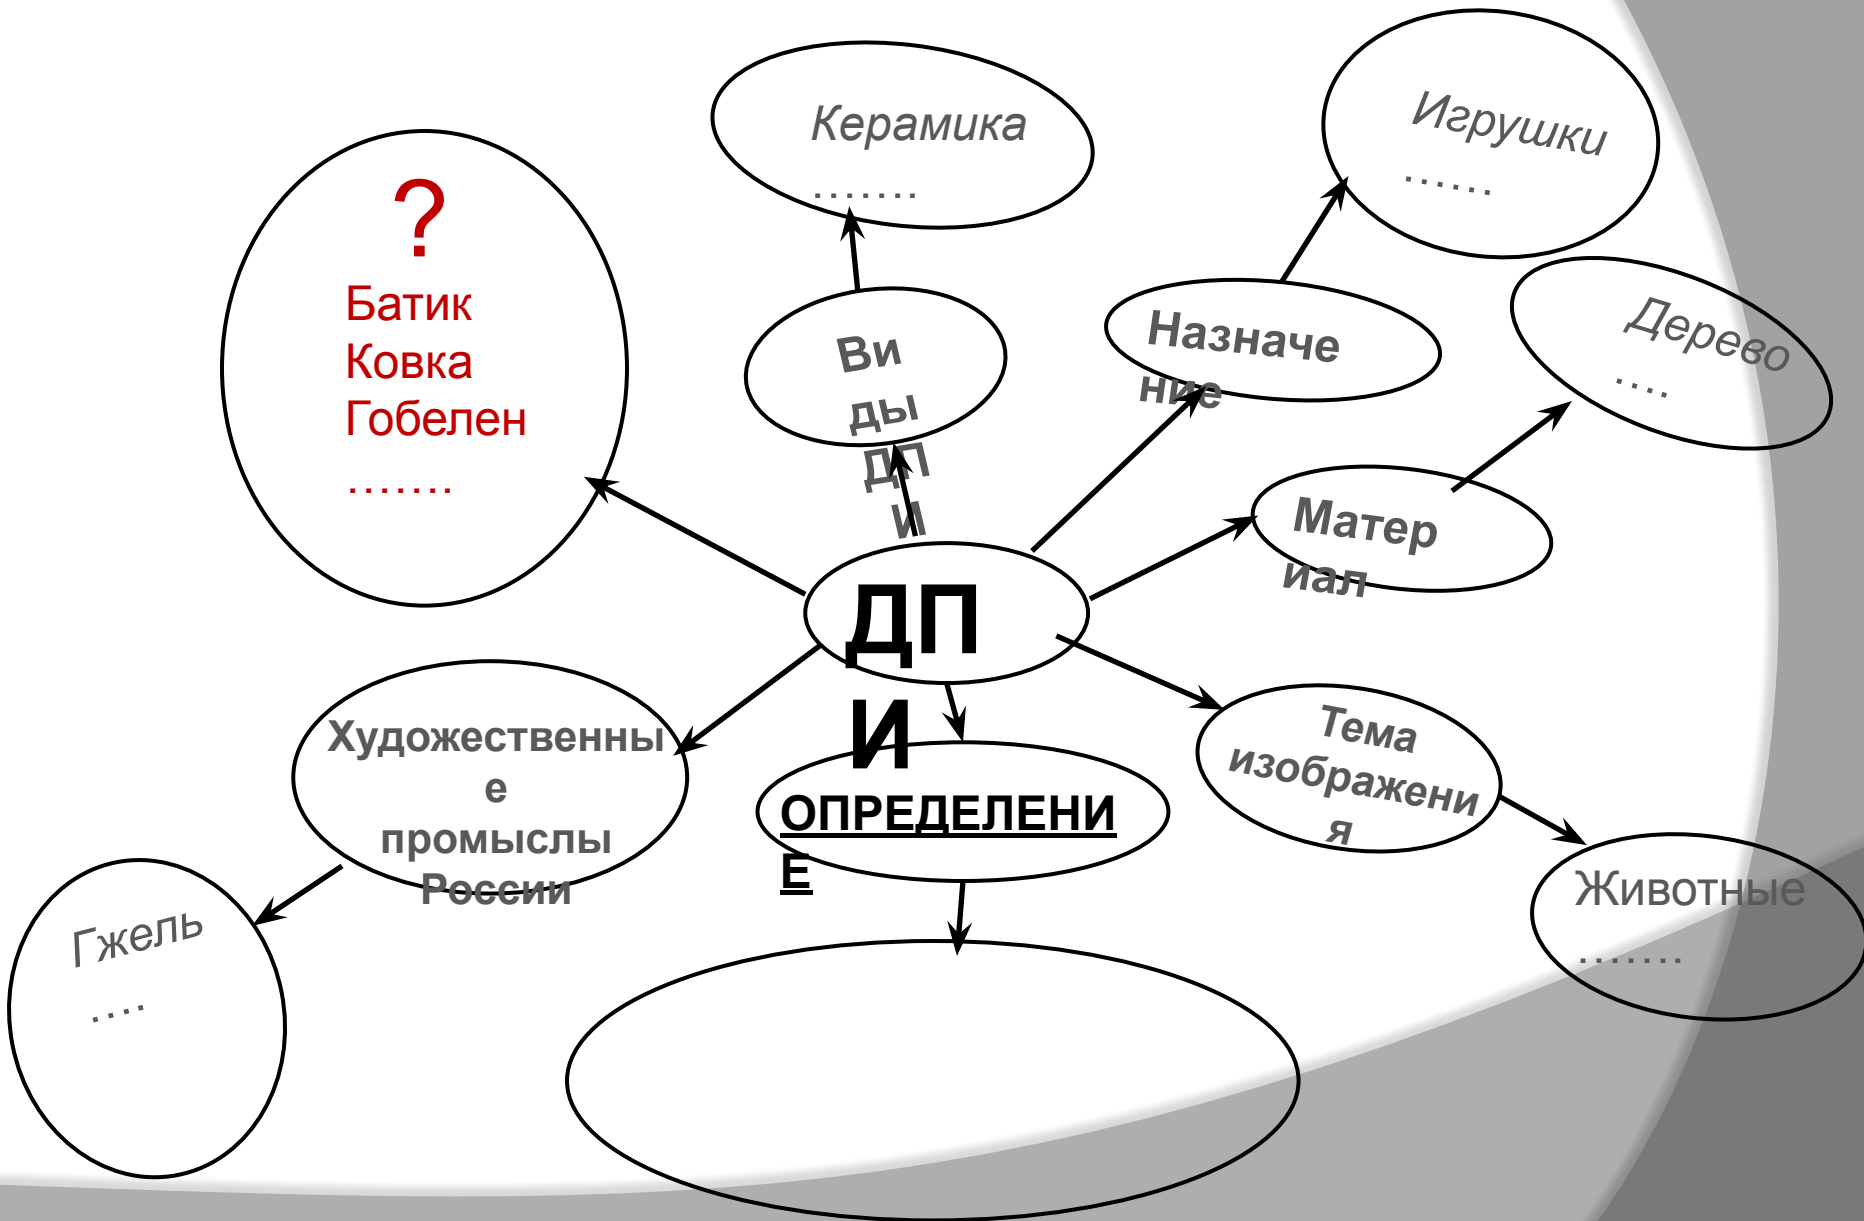 Керамика
…….
Игрушки
……
?
Батик
Ковка
Гобелен
…….
Ви
ды
ДП
И
Назначе
ние
Дерево
….
Матер
иал
ДП
И
Художественны
е
промыслы
России
ОПРЕДЕЛЕНИ
Е
Тема
изображени
я
Гжель
….
Животные
…….